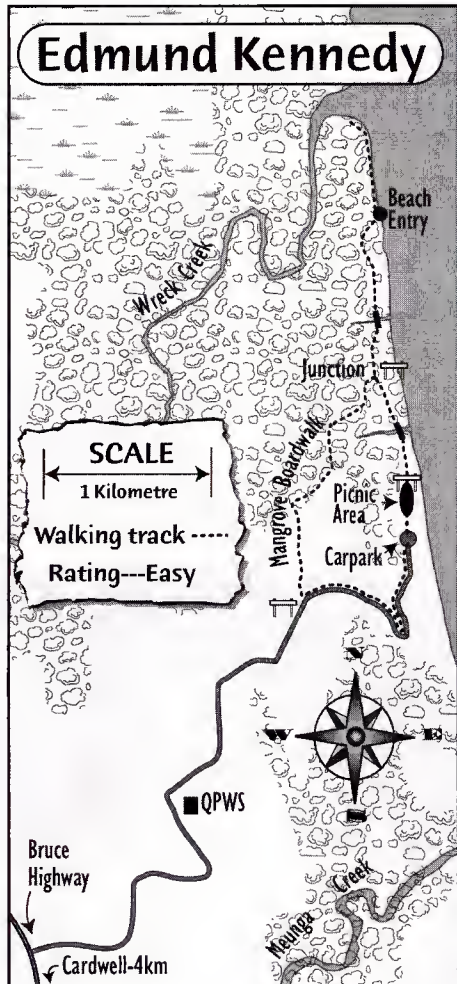 Edmund Kennedy
Beach
Entry
Wreck Creek
Junction
SCALE
1 Kilometre
Walking track
Rating---Easy
Mangrove Boardwalk
Picnic
Area
Carpark
QPWS
Bruce
Highway
Meunga Creek
Cardwell-4km